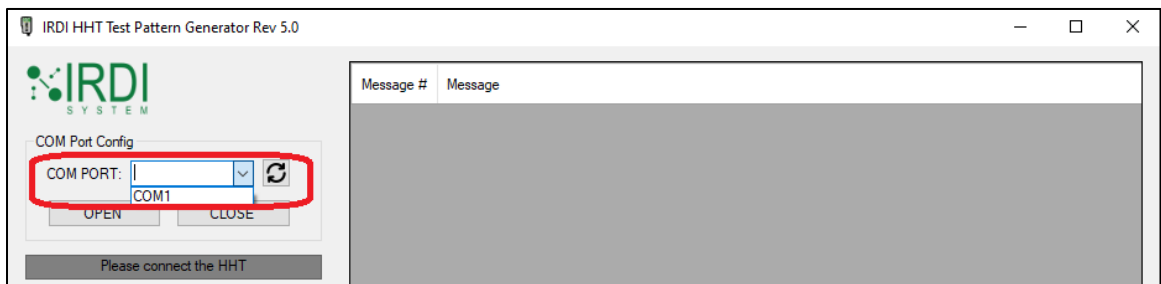 IRDI HHT Test Pattern Generator Rev 5.0
IRDI
SYSTEM
Message # Message
COM Port Config
COM PORT:
COM1
OPEN CLOSE
Please connect the HHT